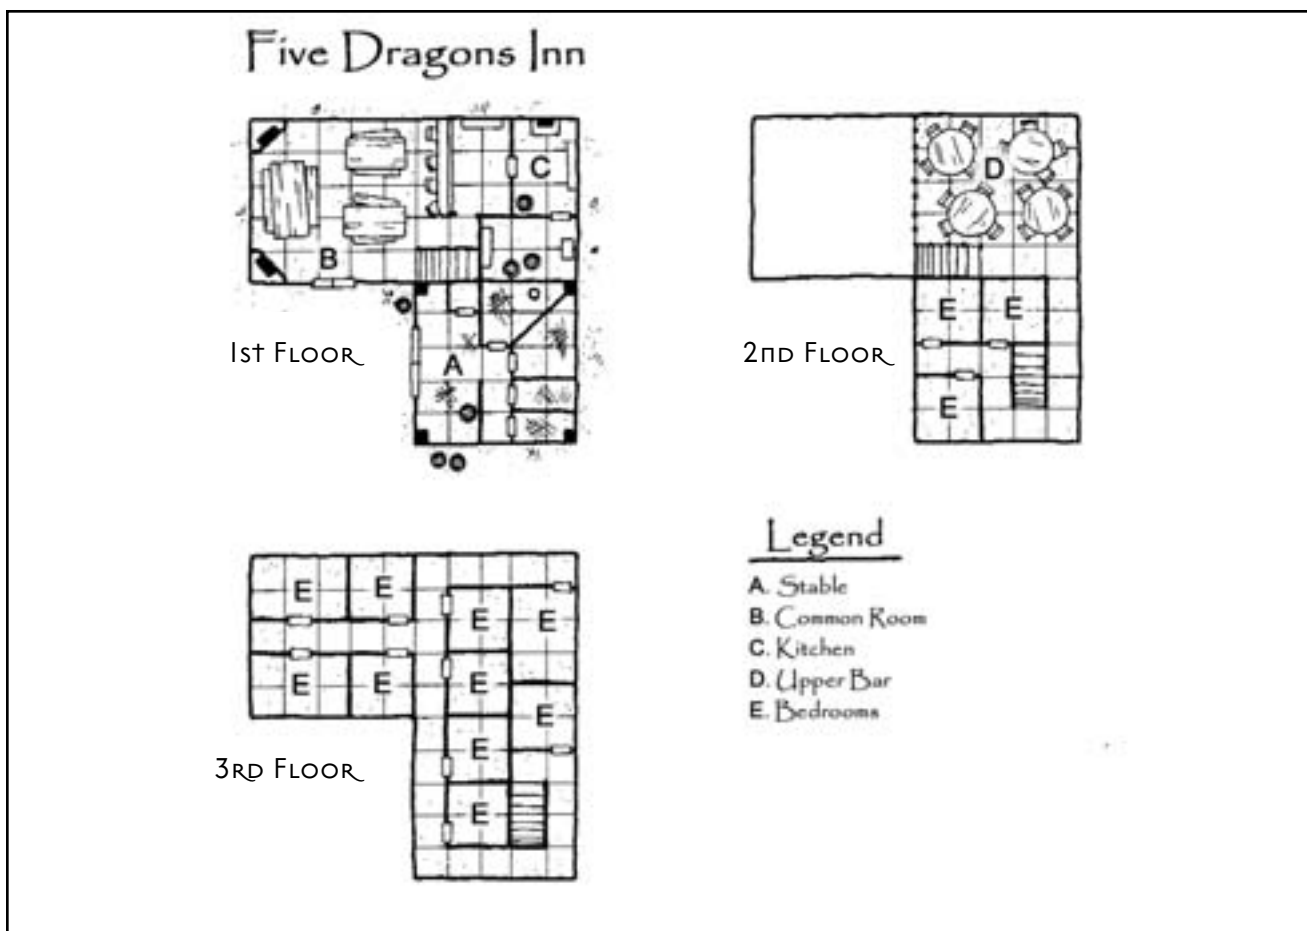 Five Dragons Inn
C
B
A
1st Floor
D
E E
E
2nd Floor
E E
E E
E E
E
E
E
E
3rd Floor
Legend
A. Stable
B. Common Room
C. Kitchen
D. Upper Bar
E. Bedrooms